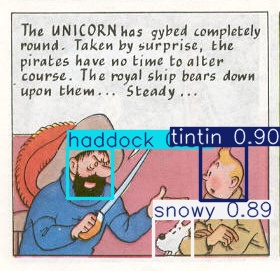 The UNICORN has gybed completely
round. Taken by surprise, the
pirates have no time to alter
course. The royal ship bears down
upon them... Steady...
haddock
tintin 0.90
snowy 0.89